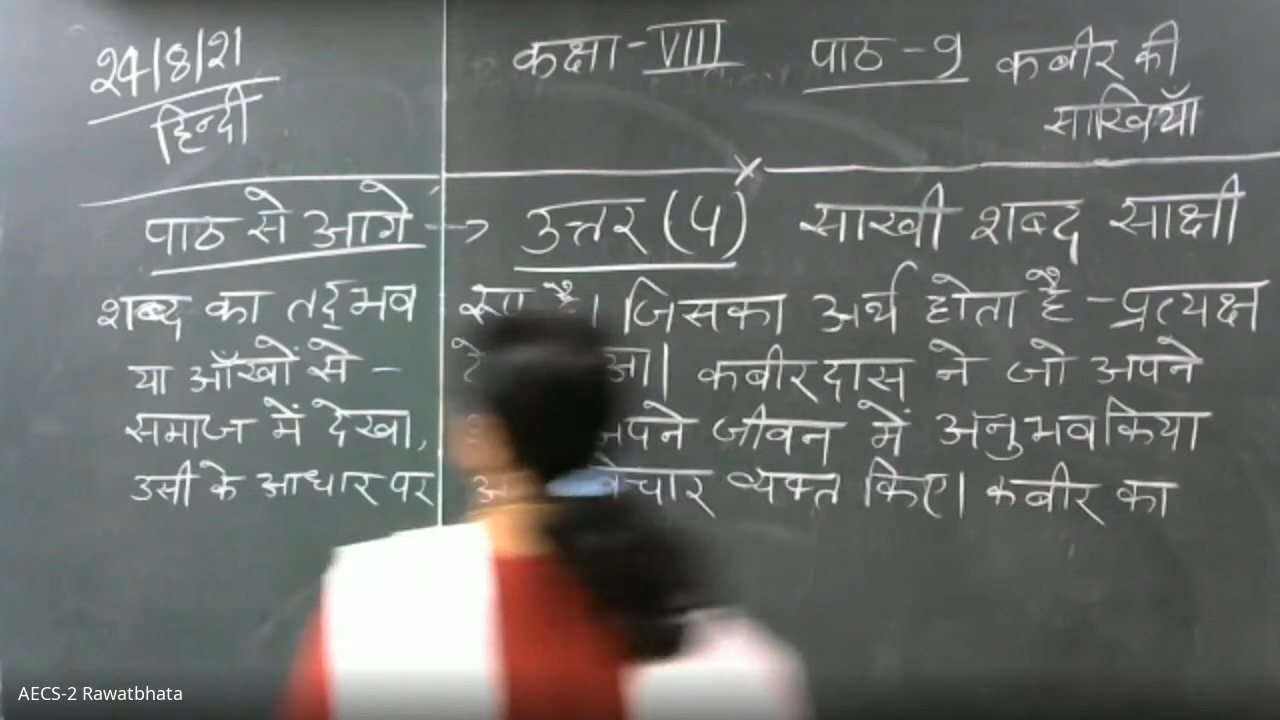 24/8/21
हिन्दी
कक्षा - VIII पाठ - 9 कबीर की
साखियाँ
पाठ से आगे -> उत्तर (4) साखी शब्द साक्षी
शब्द का तद्भव है। जिसका अर्थ होता है - प्रत्यक्ष
या आँखों से - कबीरदास ने जो अपने
समाज में देखा, अपने जीवन में अनुभव किया
उसी के आधार पर विचार व्यक्त किए। कबीर का
AECS-2 Rawatbhata